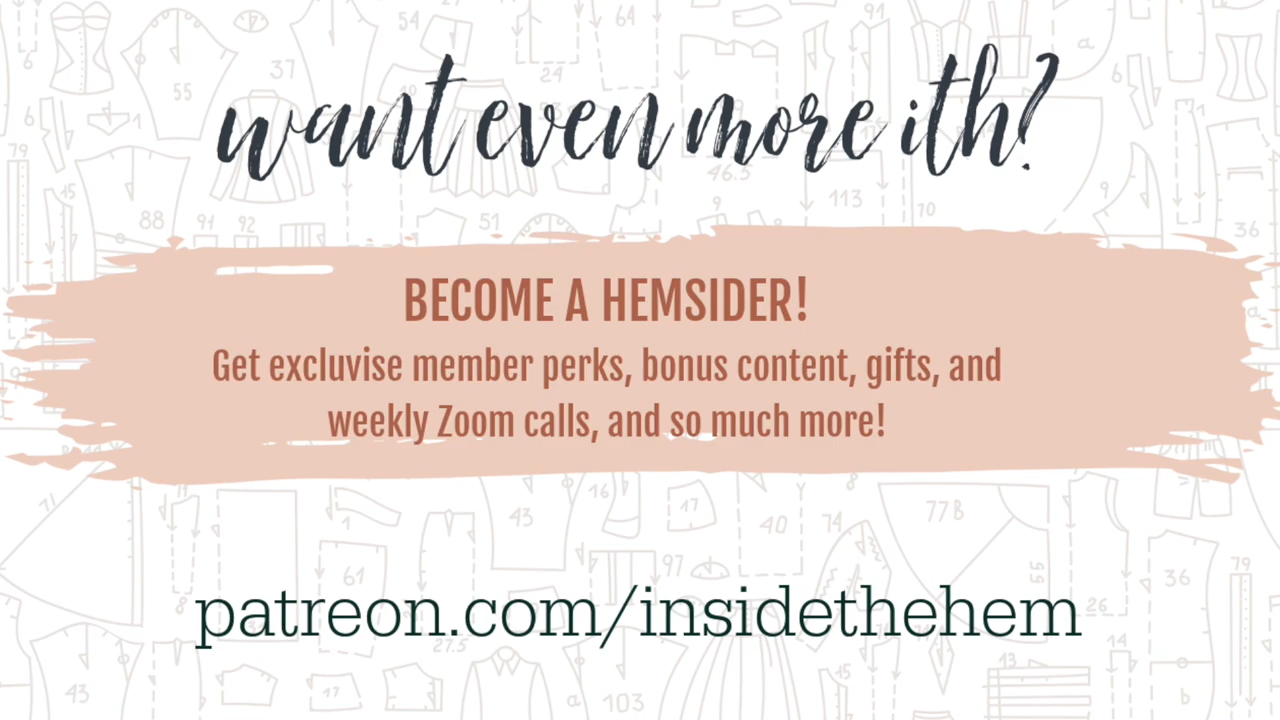 want even more ith?
BECOME A HEMSIDER!
Get excluvise member perks, bonus content, gifts, and
weekly Zoom calls, and so much more!
patreon.com/insidethehem